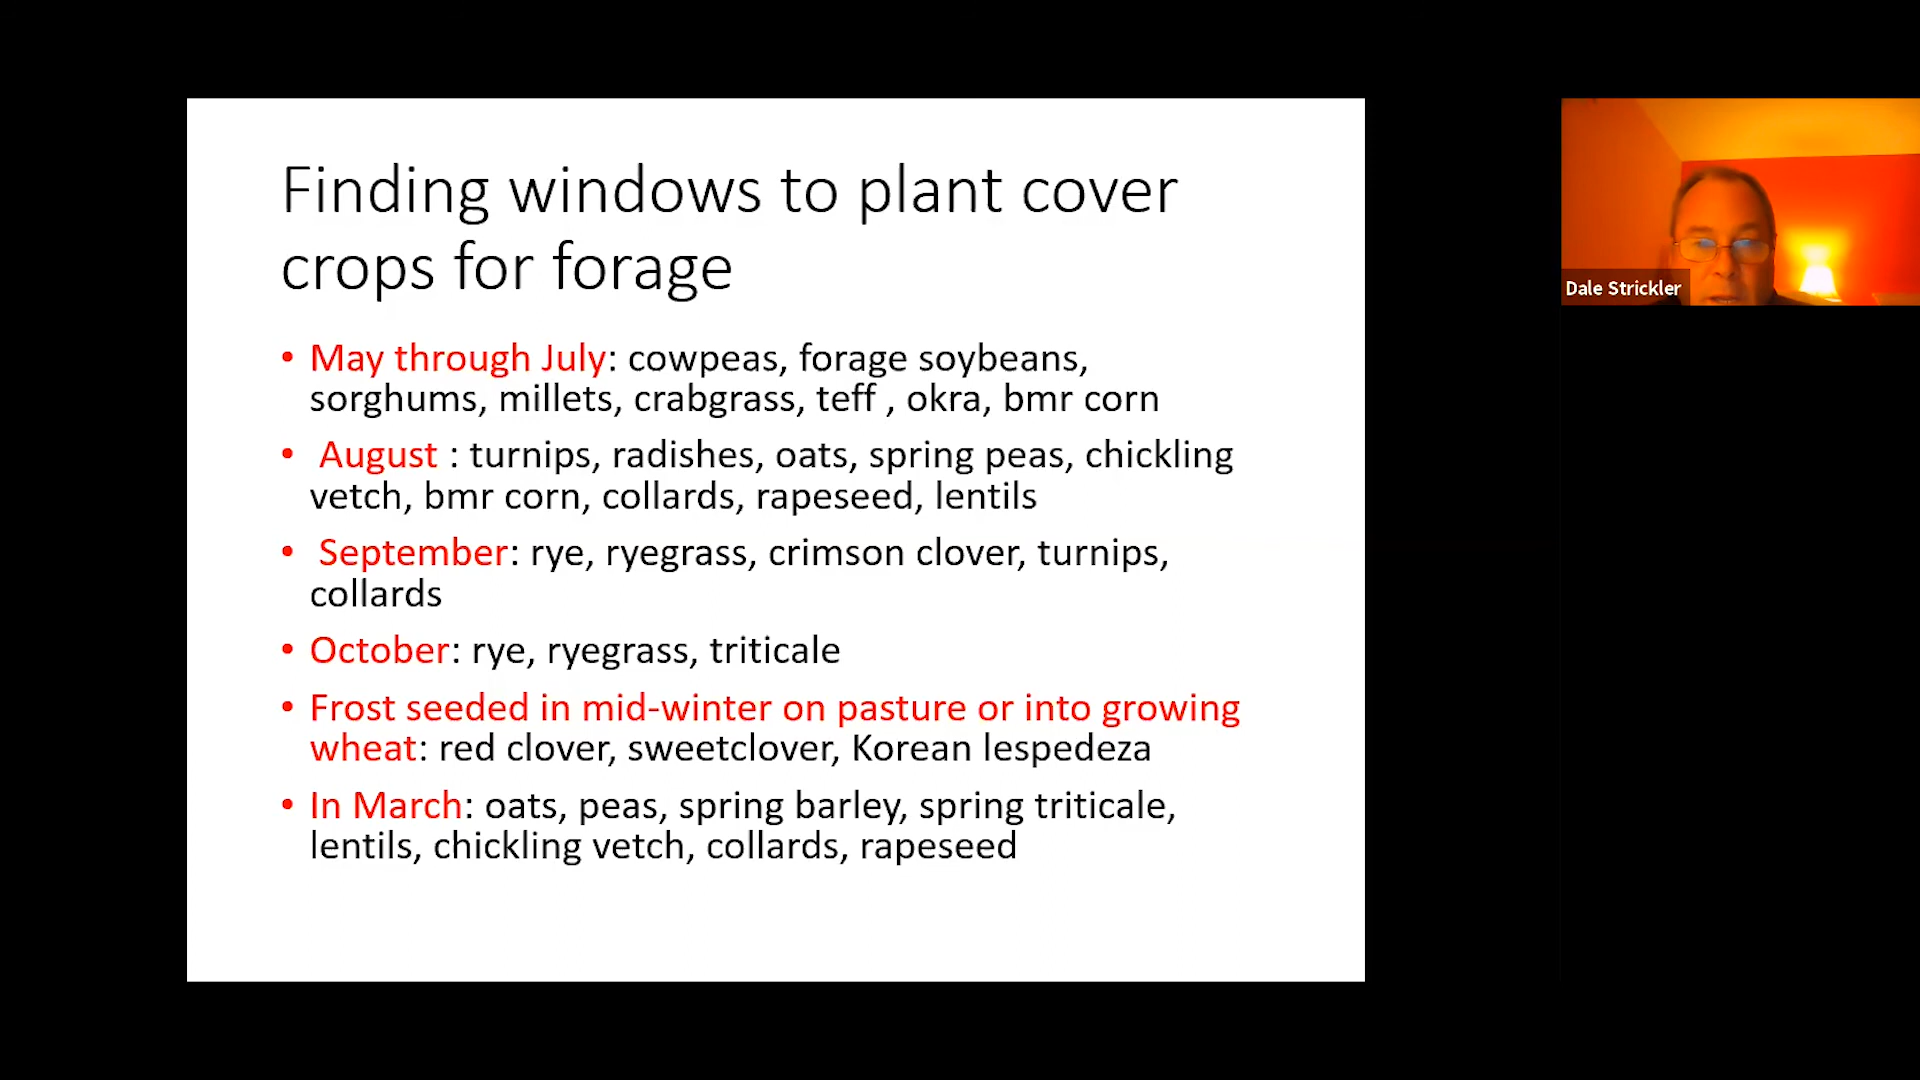 Finding windows to plant cover
crops for forage
• May through July: cowpeas, forage soybeans,
sorghums, millets, crabgrass, teff , okra, bmr corn
• August : turnips, radishes, oats, spring peas, chickling
vetch, bmr corn, collards, rapeseed, lentils
• September: rye, ryegrass, crimson clover, turnips,
collards
• October: rye, ryegrass, triticale
• Frost seeded in mid-winter on pasture or into growing
wheat: red clover, sweetclover, Korean lespedeza
• In March: oats, peas, spring barley, spring triticale,
lentils, chickling vetch, collards, rapeseed
Dale Strickler